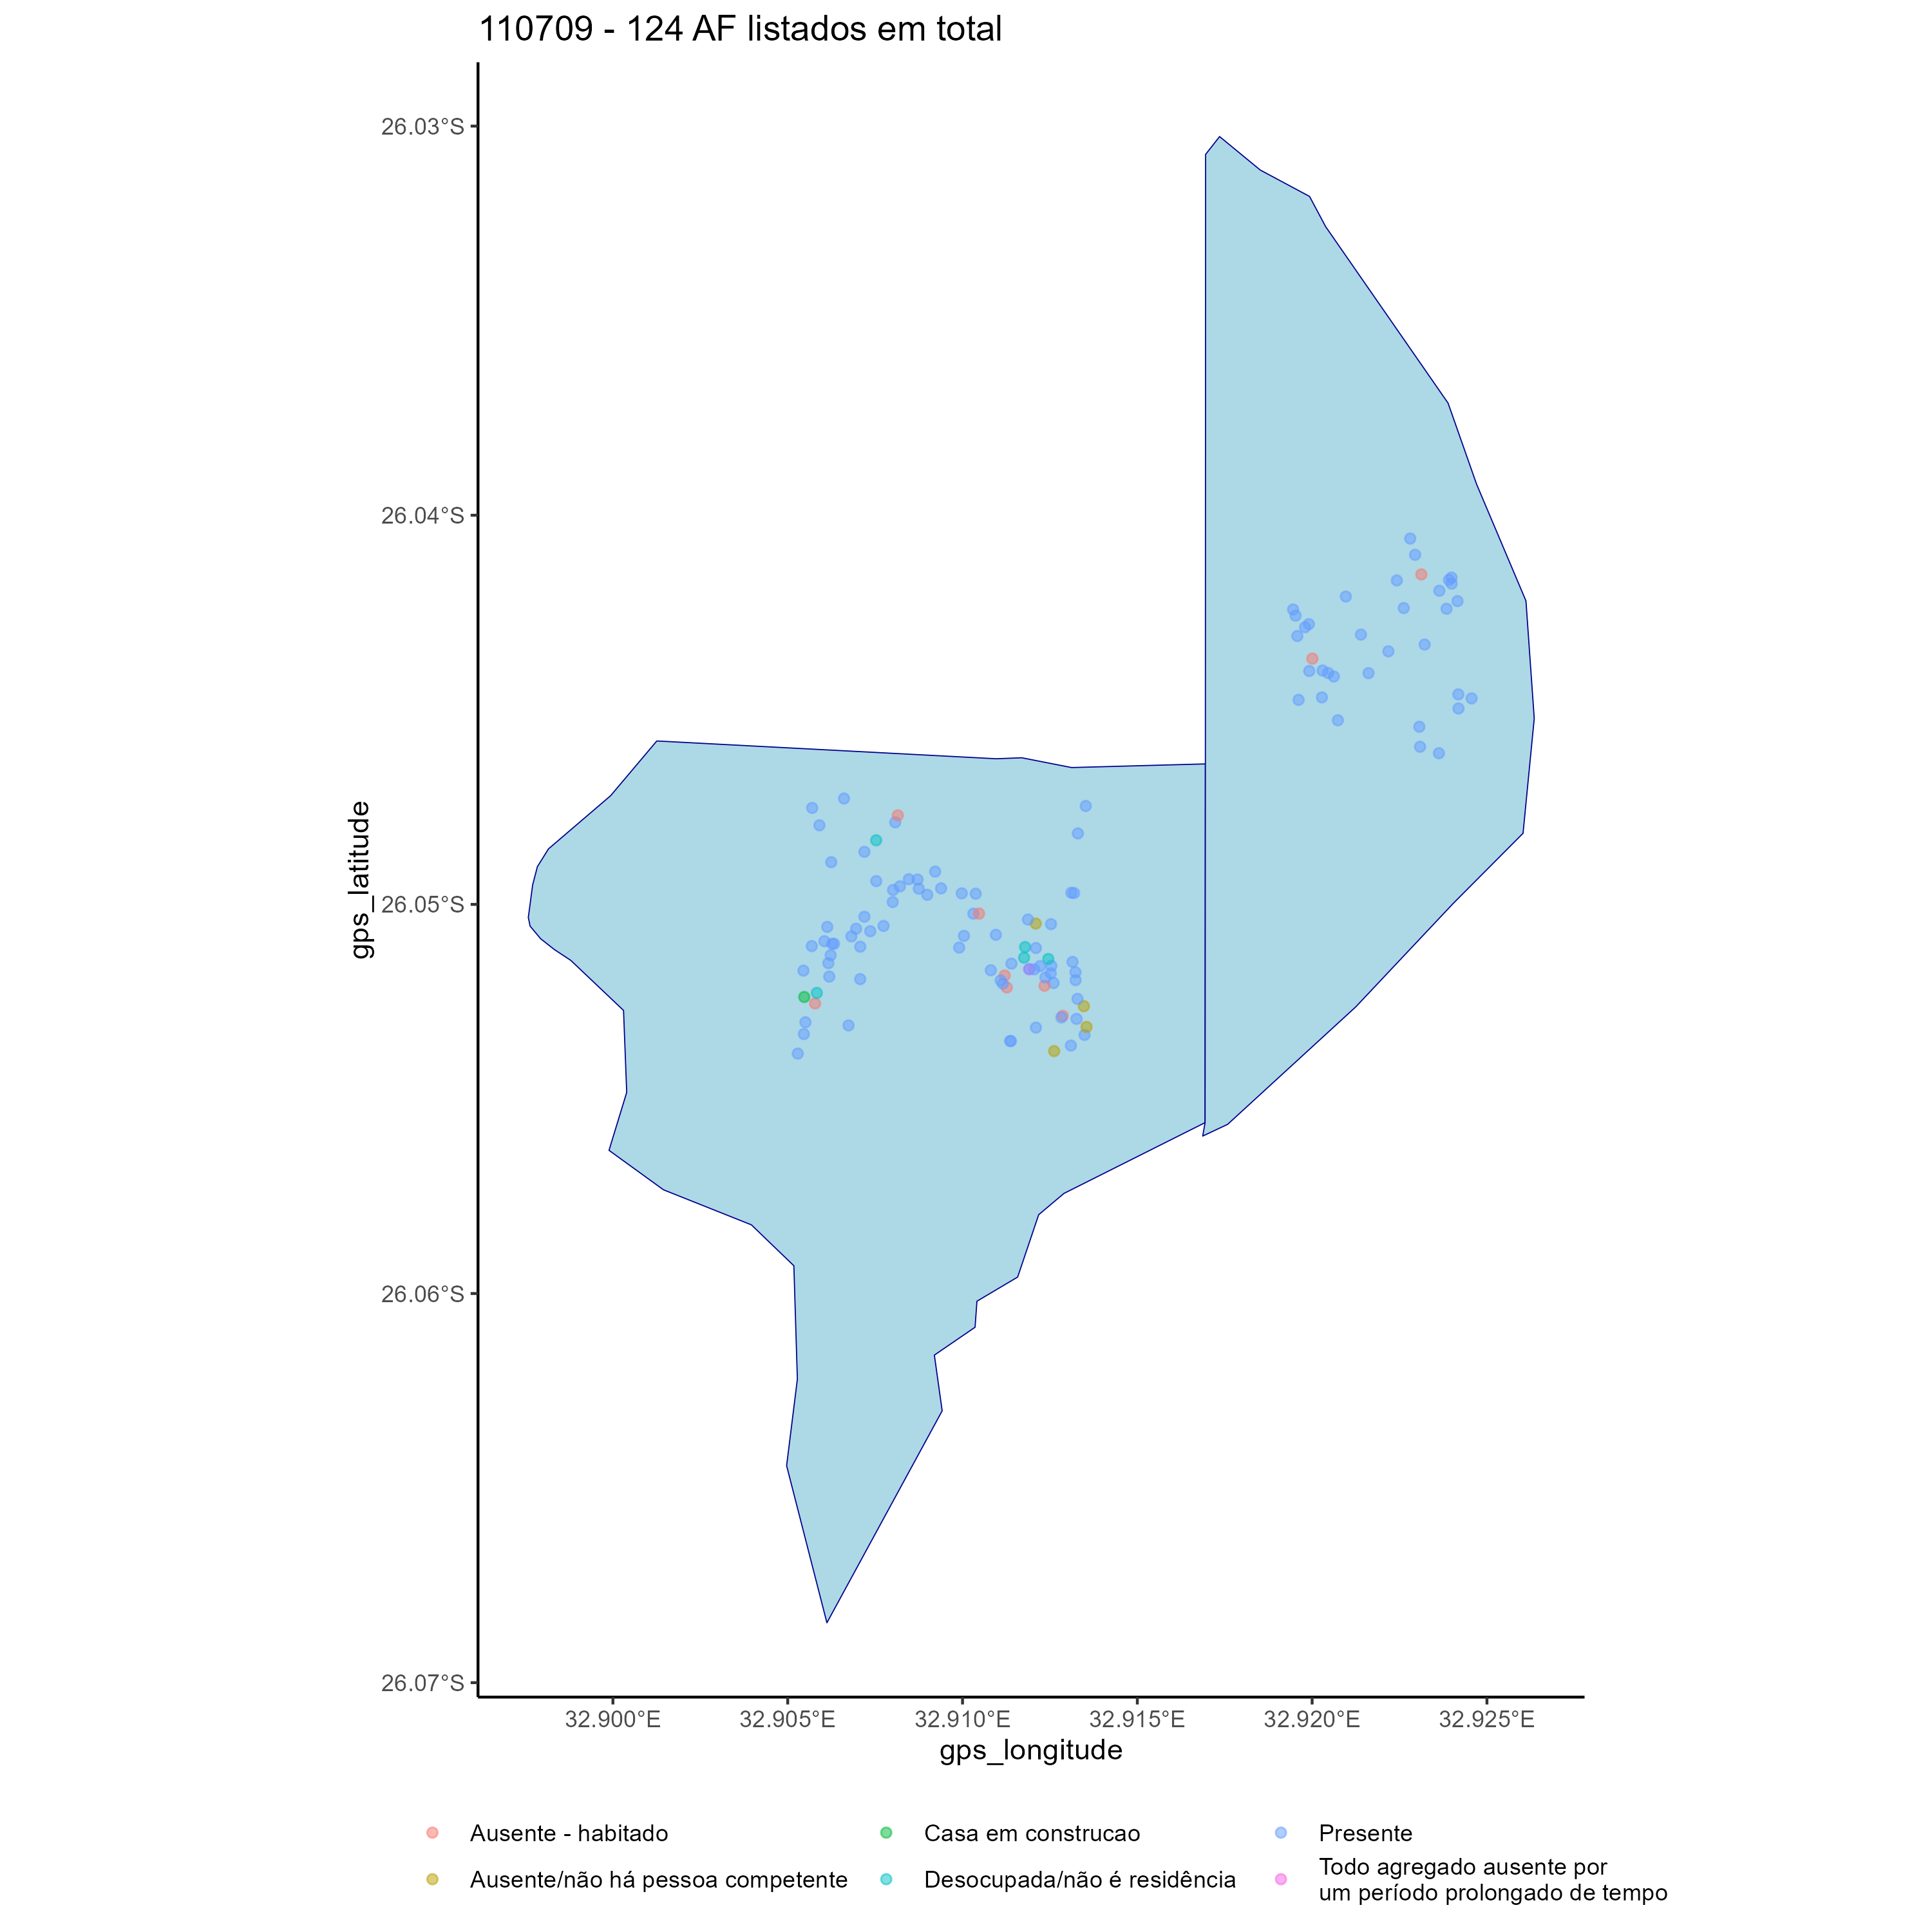 110709 - 124 AF listados em total
26.03°S
26.04°S
26.05°S
26.06°S
26.07°S
gps_latitude
32.900°E 32.905°E 32.910°E 32.915°E 32.920°E 32.925°E
gps_longitude
Ausente - habitado
Ausente/não há pessoa competente
Casa em construcao
Desocupada/não é residência
Presente
Todo agregado ausente por
um período prolongado de tempo